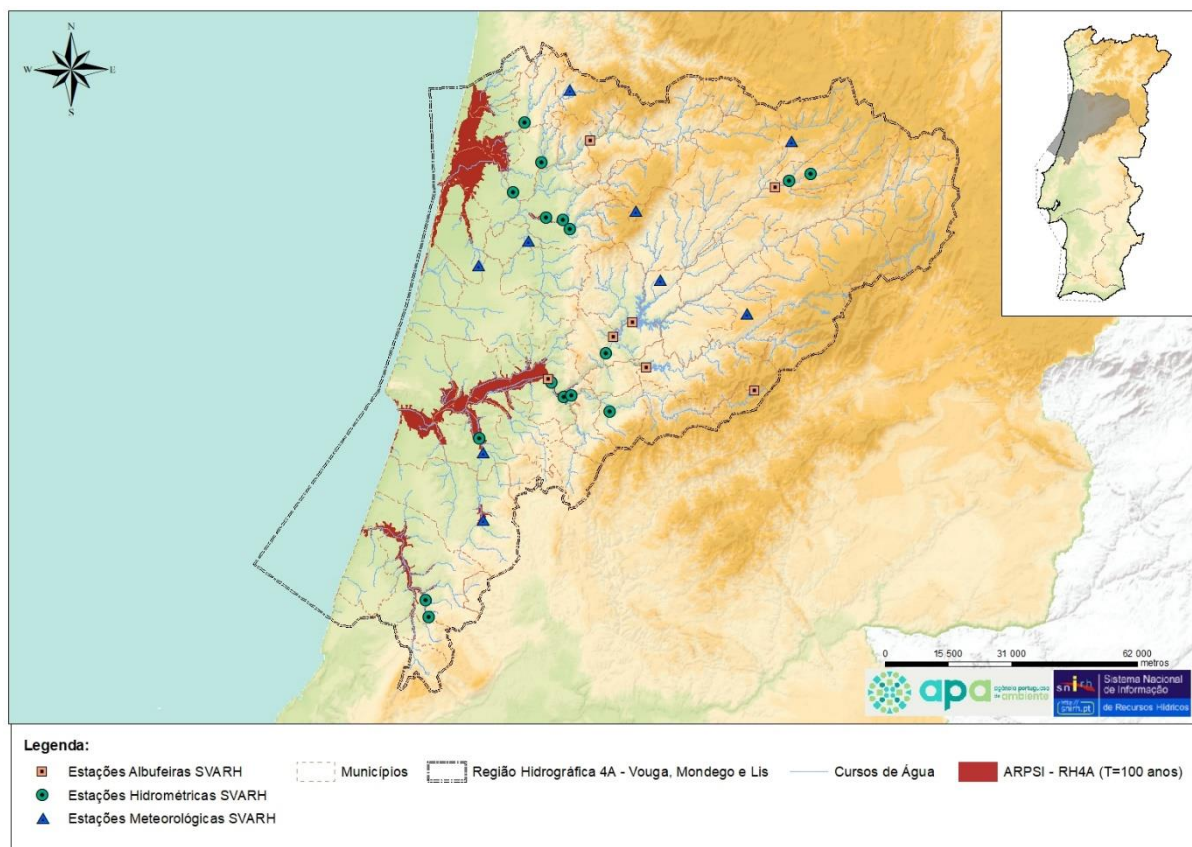 N
W E
S
0 15 500 31 000 62 000
metros
apa
agência portuguesa
do ambiente
snirh
http://
snirh.pt
Sistema Nacional
de Informação
de Recursos Hídricos
Legenda:
Estações Albufeiras SVARH
Municípios
Região Hidrográfica 4A - Vouga, Mondego e Lis
Cursos de Água
ARPSI - RH4A (T=100 anos)
Estações Hidrométricas SVARH
Estações Meteorológicas SVARH